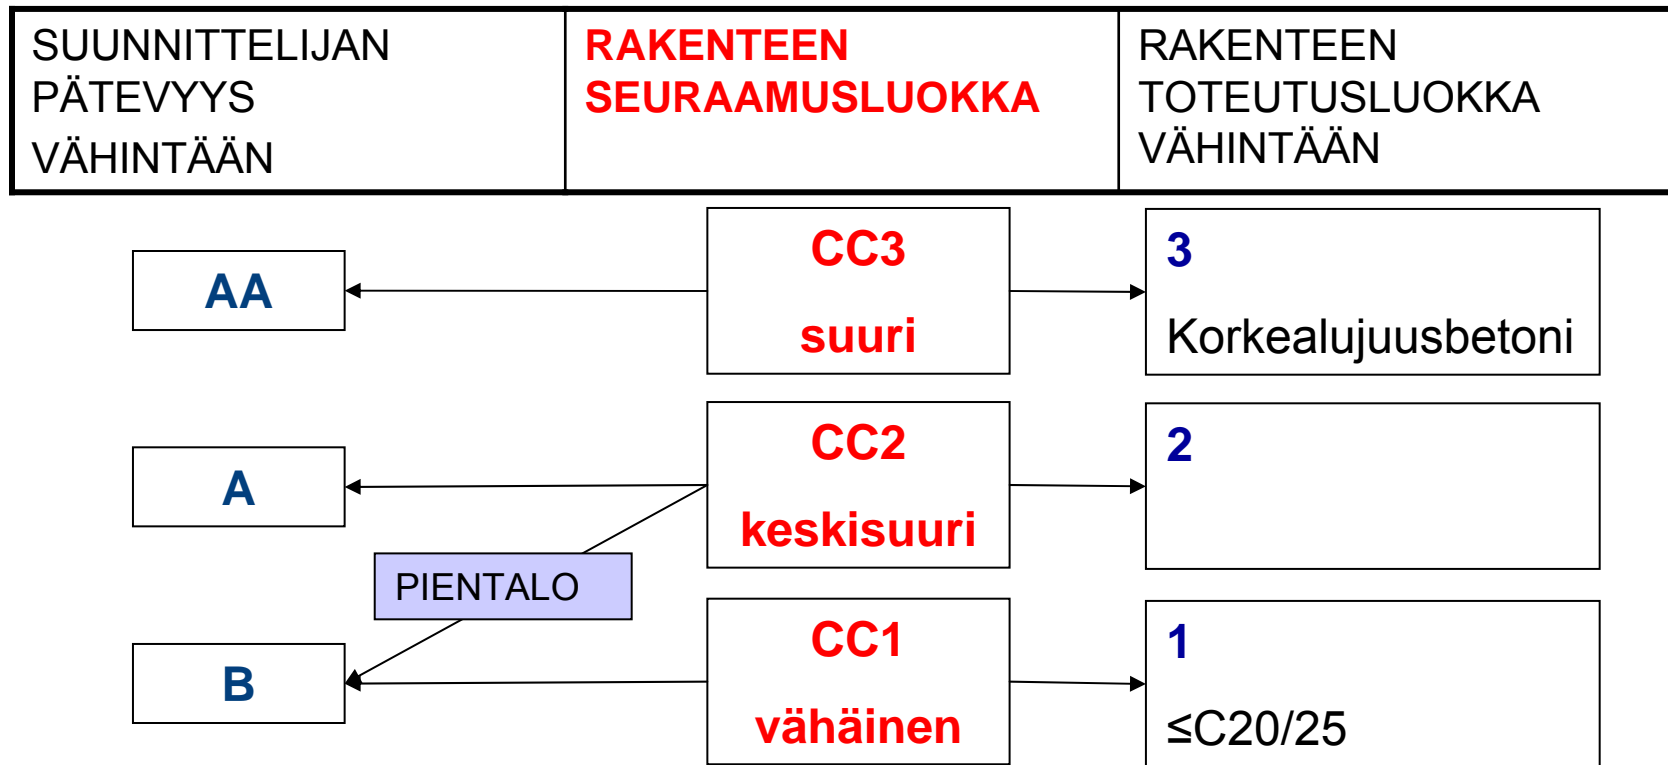 SUUNNITTELIJAN
PÄTEVYYS
VÄHINTÄÄN
RAKENTEEN
SEURAAMUSLUOKKA
RAKENTEEN
TOTEUTUSLUOKKA
VÄHINTÄÄN
AA
CC3
suuri
3
Korkealujuusbetoni
A
CC2
keskisuuri
2
PIENTALO
B
CC1
vähäinen
1
≤C20/25